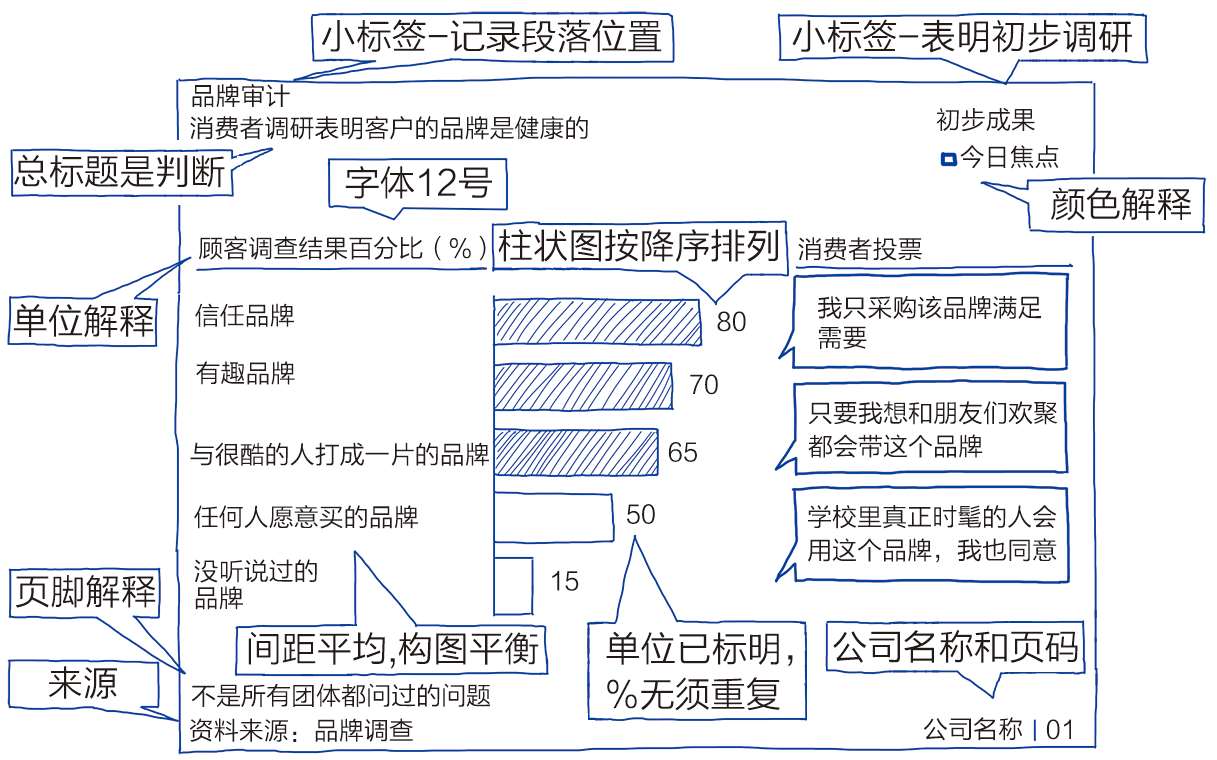 小标签-记录段落位置
小标签-表明初步调研
品牌审计
消费者调研表明客户的品牌是健康的
初步成果
今日焦点
总标题是判断
字体12号
颜色解释
顾客调查结果百分比（%）
柱状图按降序排列
消费者投票
单位解释
信任品牌
80
我只采购该品牌满足
需要
有趣品牌
70
只要我想和朋友们欢聚
都会带这个品牌
与很酷的人打成一片的品牌
65
任何人愿意买的品牌
50
学校里真正时髦的人会
用这个品牌，我也同意
没听说过的
品牌
15
页脚解释
间距平均,构图平衡
单位已标明，
%无须重复
公司名称和页码
来源
不是所有团体都问过的问题
资料来源：品牌调查
公司名称 | 01